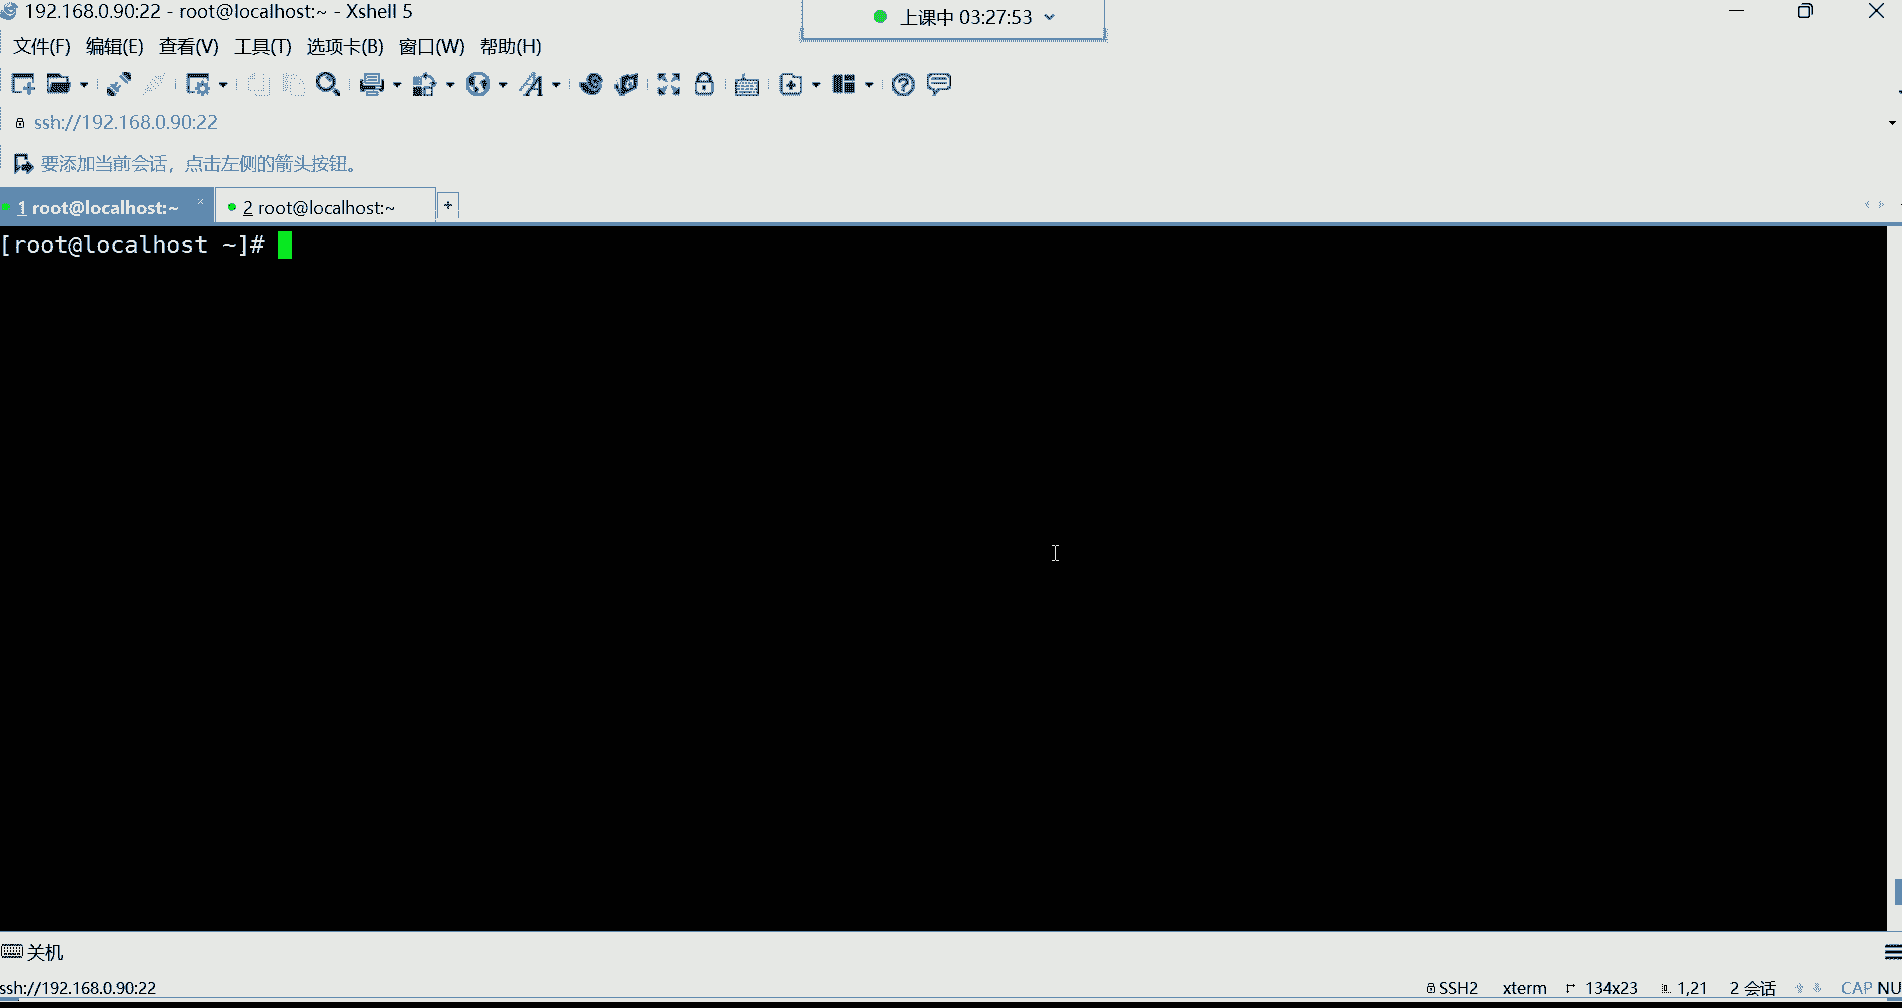 192.168.0.90:22 - root@localhost:~ - Xshell 5
上课中 03:27:53
文件(F) 编辑(E) 查看(V) 工具(T) 选项卡(B) 窗口(W) 帮助(H)
ssh://192.168.0.90:22
要添加当前会话，点击左侧的箭头按钮。
1 root@localhost:~ 2 root@localhost:~
[root@localhost ~]#
关机
ssh://192.168.0.90:22 SSH2 xterm 134x23 1,21 2 会话 CAP NU